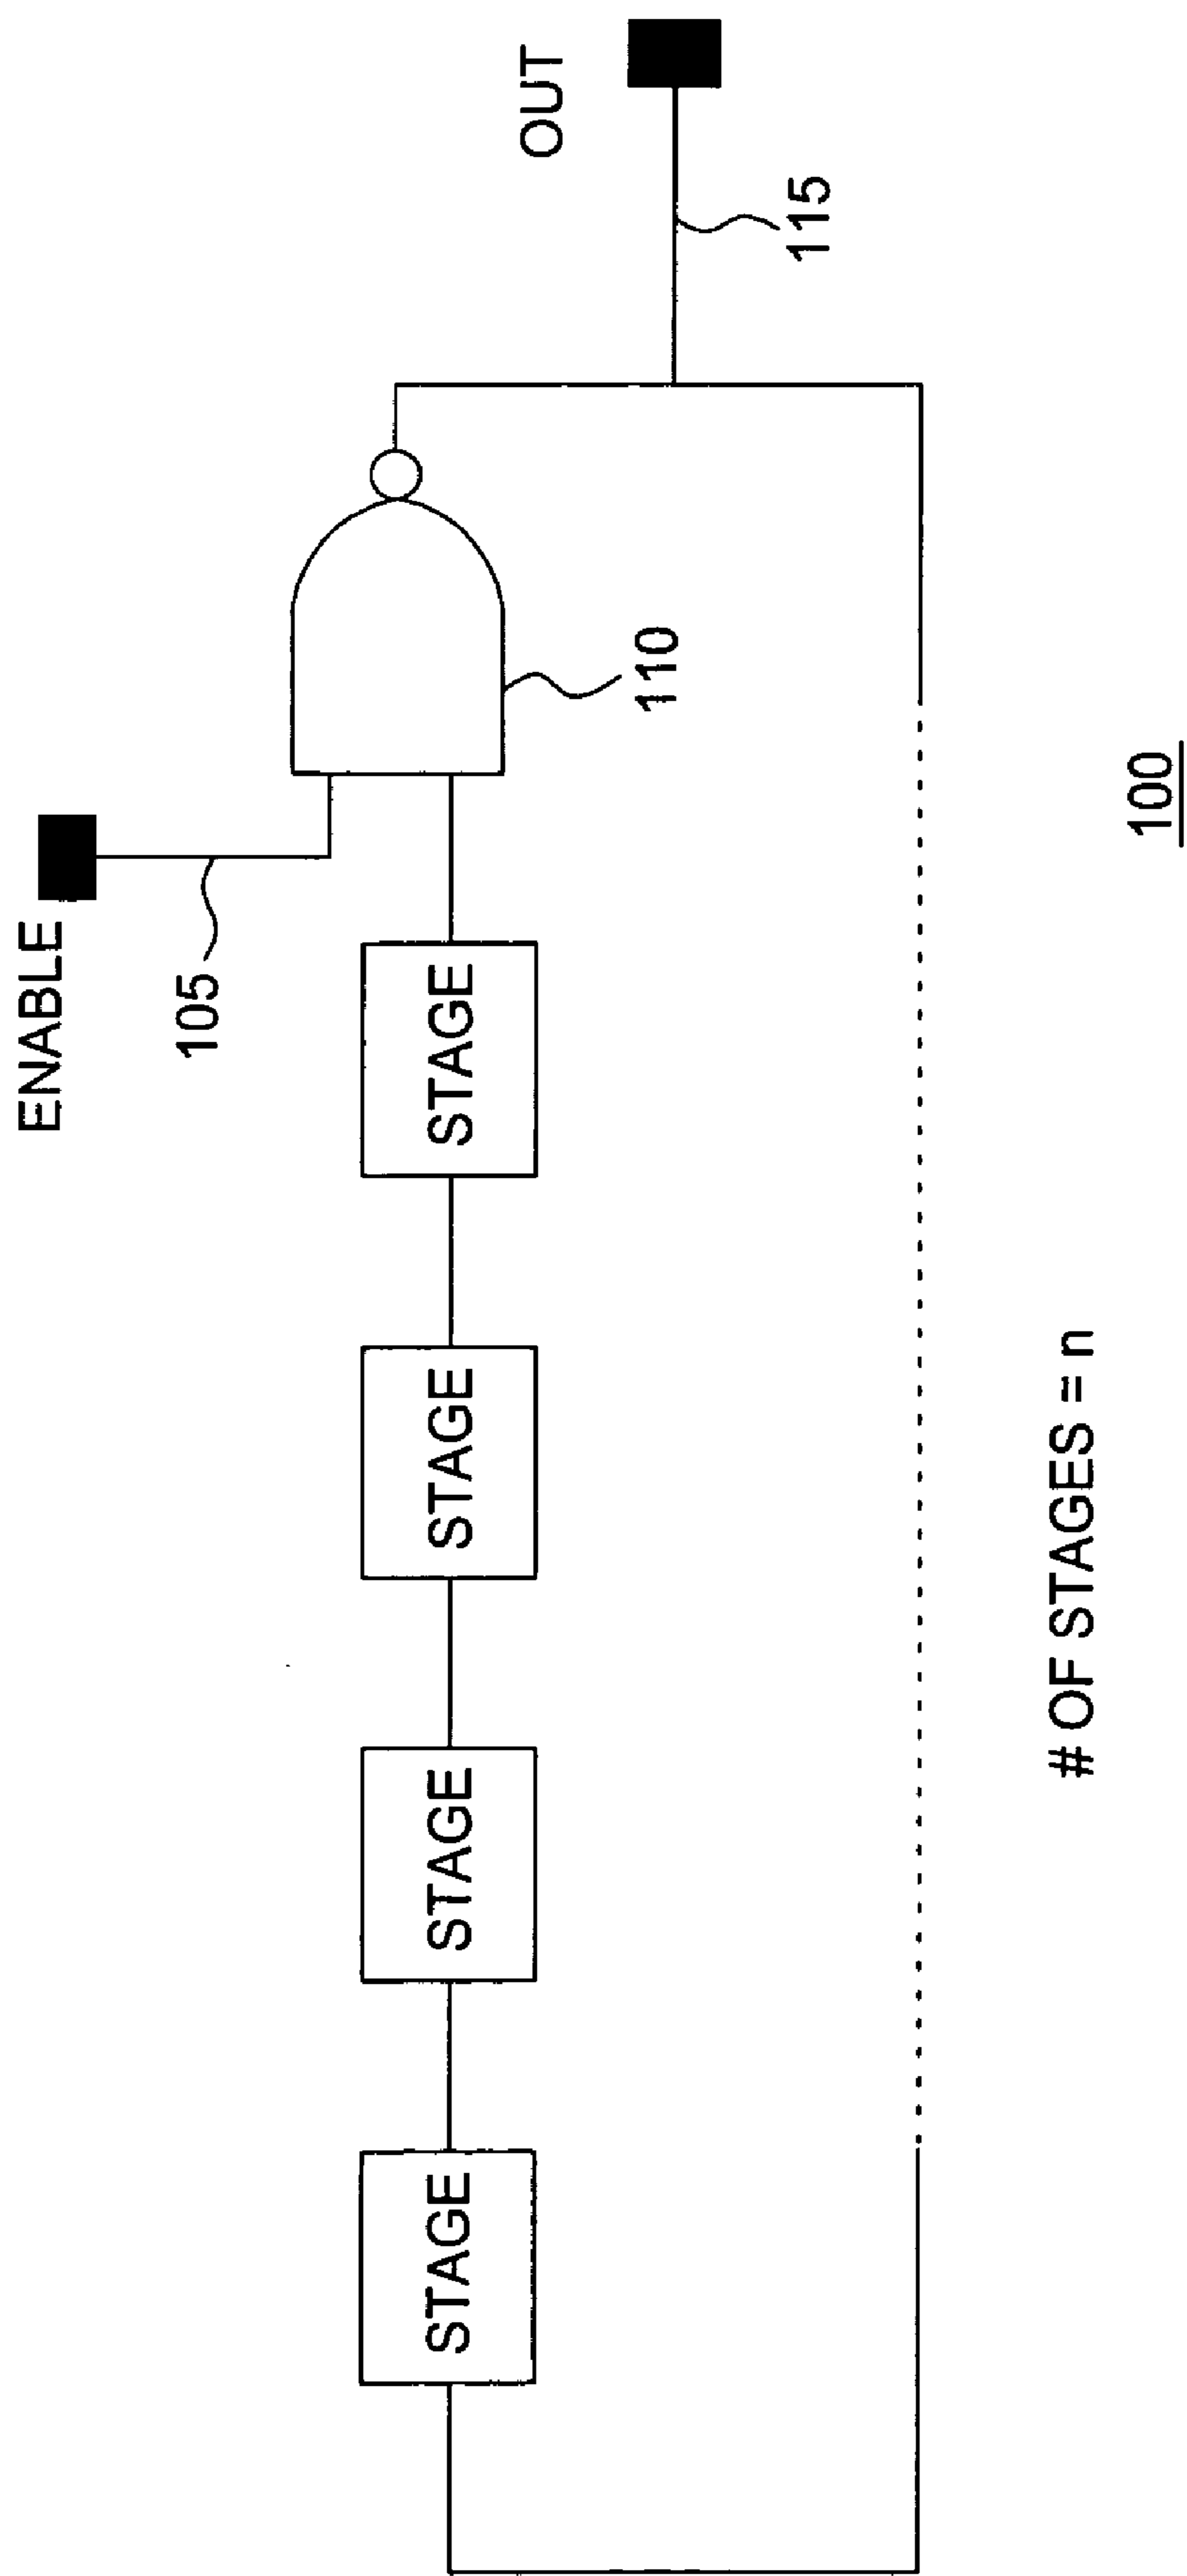 ENABLE
105
OUT
STAGE
STAGE
STAGE
STAGE
110
115
# OF STAGES = n
100